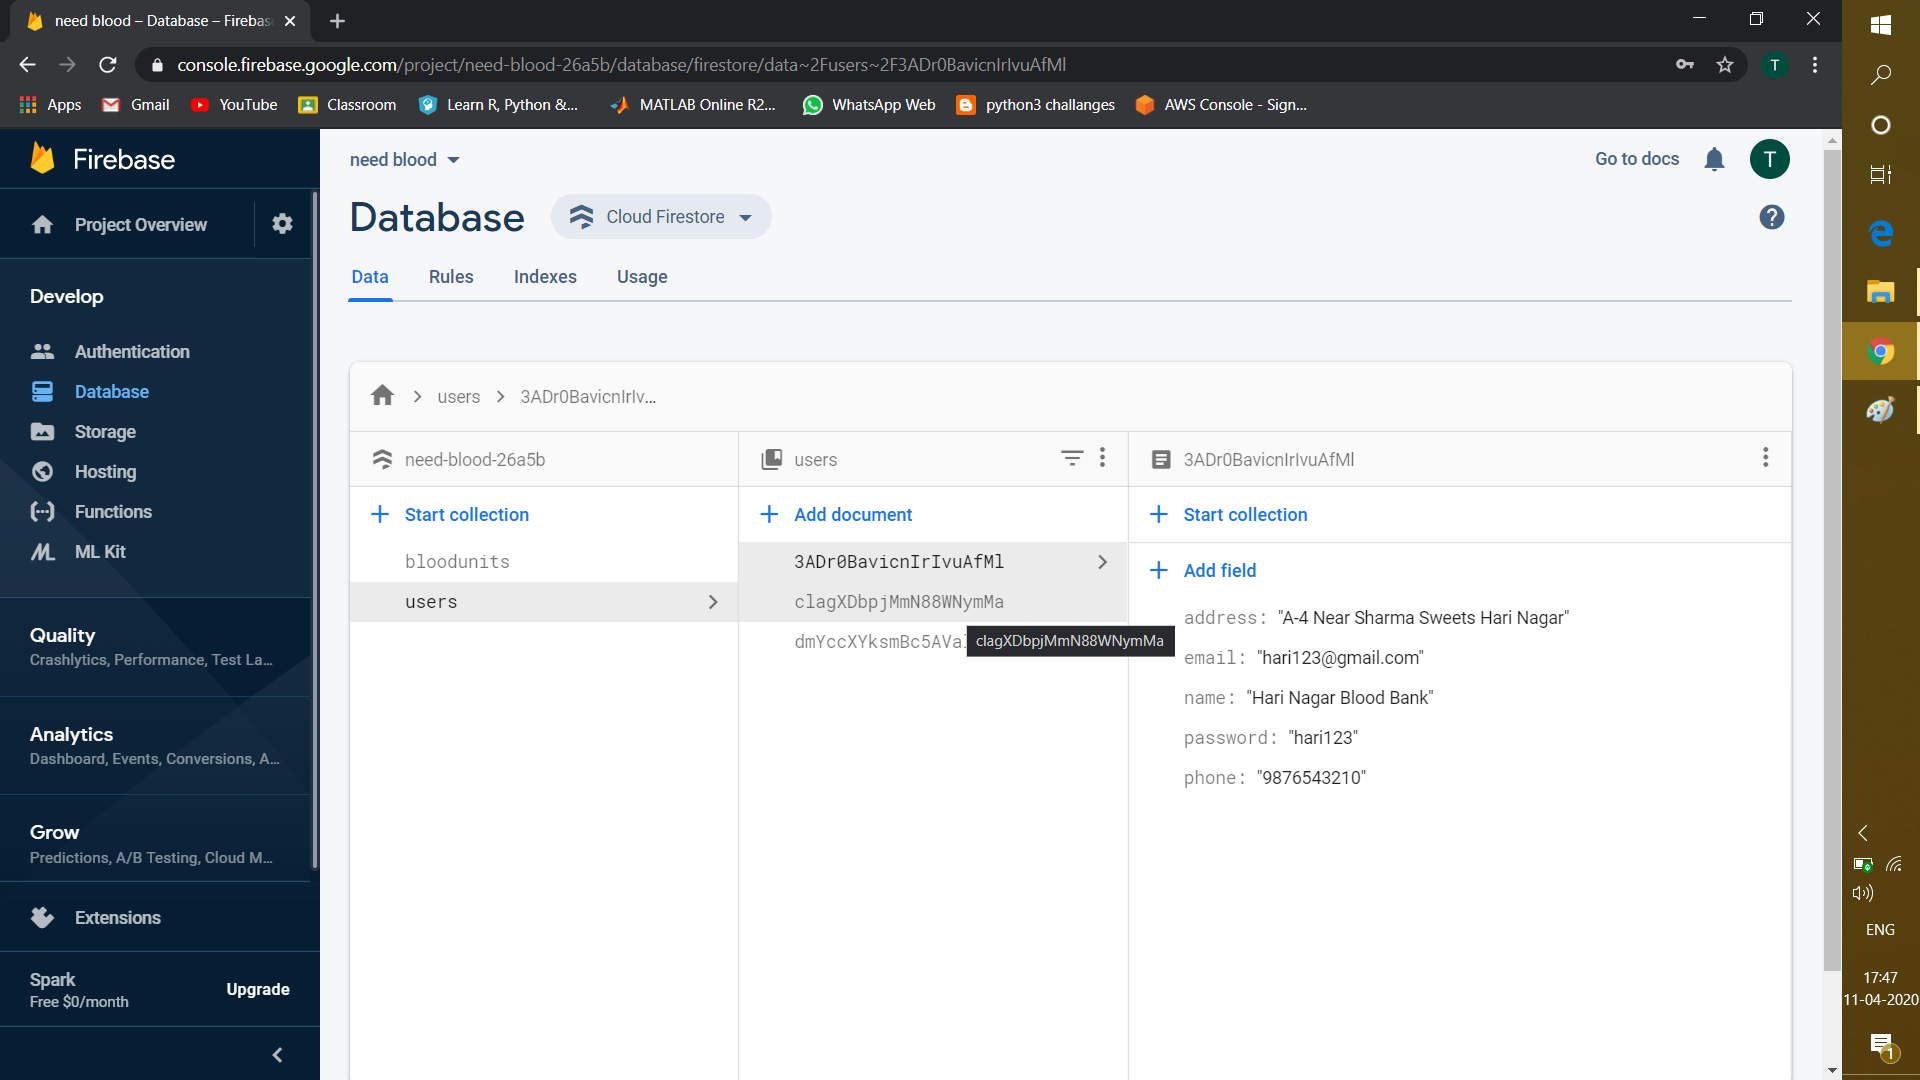 need blood – Database – Firebas
console.firebase.google.com/project/need-blood-26a5b/database/firestore/data~2Fusers~2F3ADr0BavicnIrIvuAfMl
T
Apps
Gmail
YouTube
Classroom
Learn R, Python &...
MATLAB Online R2...
WhatsApp Web
python3 challanges
AWS Console - Sign...
Firebase
Project Overview
Develop
Authentication
Database
Storage
Hosting
Functions
ML Kit
Quality
Crashlytics, Performance, Test La...
Analytics
Dashboard, Events, Conversions, A...
Grow
Predictions, A/B Testing, Cloud M...
Extensions
Spark
Free $0/month
Upgrade
need blood
Go to docs
T
Database
Cloud Firestore
Data
Rules
Indexes
Usage
users
3ADr0BavicnIrIv...
need-blood-26a5b
Start collection
bloodunits
users
users
Add document
3ADr0BavicnIrIvuAfMl
clagXDbpjMmN88WNymMa
dmYccXYksmBc5AVal
clagXDbpjMmN88WNymMa
3ADr0BavicnIrIvuAfMl
Start collection
Add field
address: "A-4 Near Sharma Sweets Hari Nagar"
email: "hari123@gmail.com"
name: "Hari Nagar Blood Bank"
password: "hari123"
phone: "9876543210"
ENG
17:47
11-04-2020
1